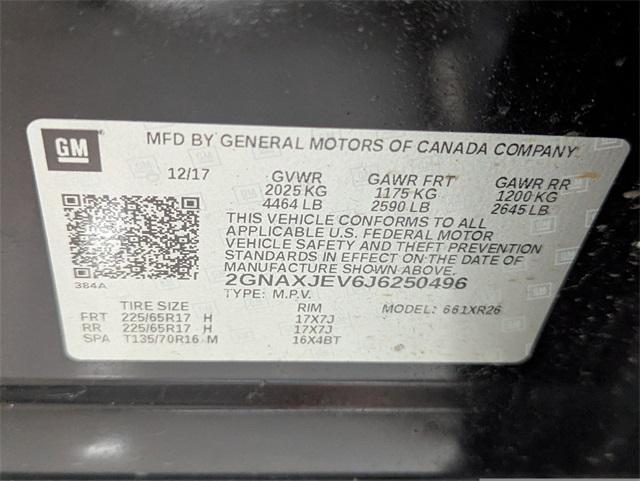 GM
MFD BY GENERAL MOTORS OF CANADA COMPANY
12/17 GVWR GAWR FRT GAWR RR
2025 KG 1175 KG 1200 KG
4464 LB 2590 LB 2645 LB
THIS VEHICLE CONFORMS TO ALL
APPLICABLE U.S. FEDERAL MOTOR
VEHICLE SAFETY AND THEFT PREVENTION
STANDARDS IN EFFECT ON THE DATE OF
MANUFACTURE SHOWN ABOVE.
384A 2GNAXJEV6J6250496
TYPE: M.P.V. MODEL: 661XR26
TIRE SIZE RIM
FRT 225/65R17 H 17X7J
RR 225/65R17 H 17X7J
SPA T135/70R16 M 16X4BT